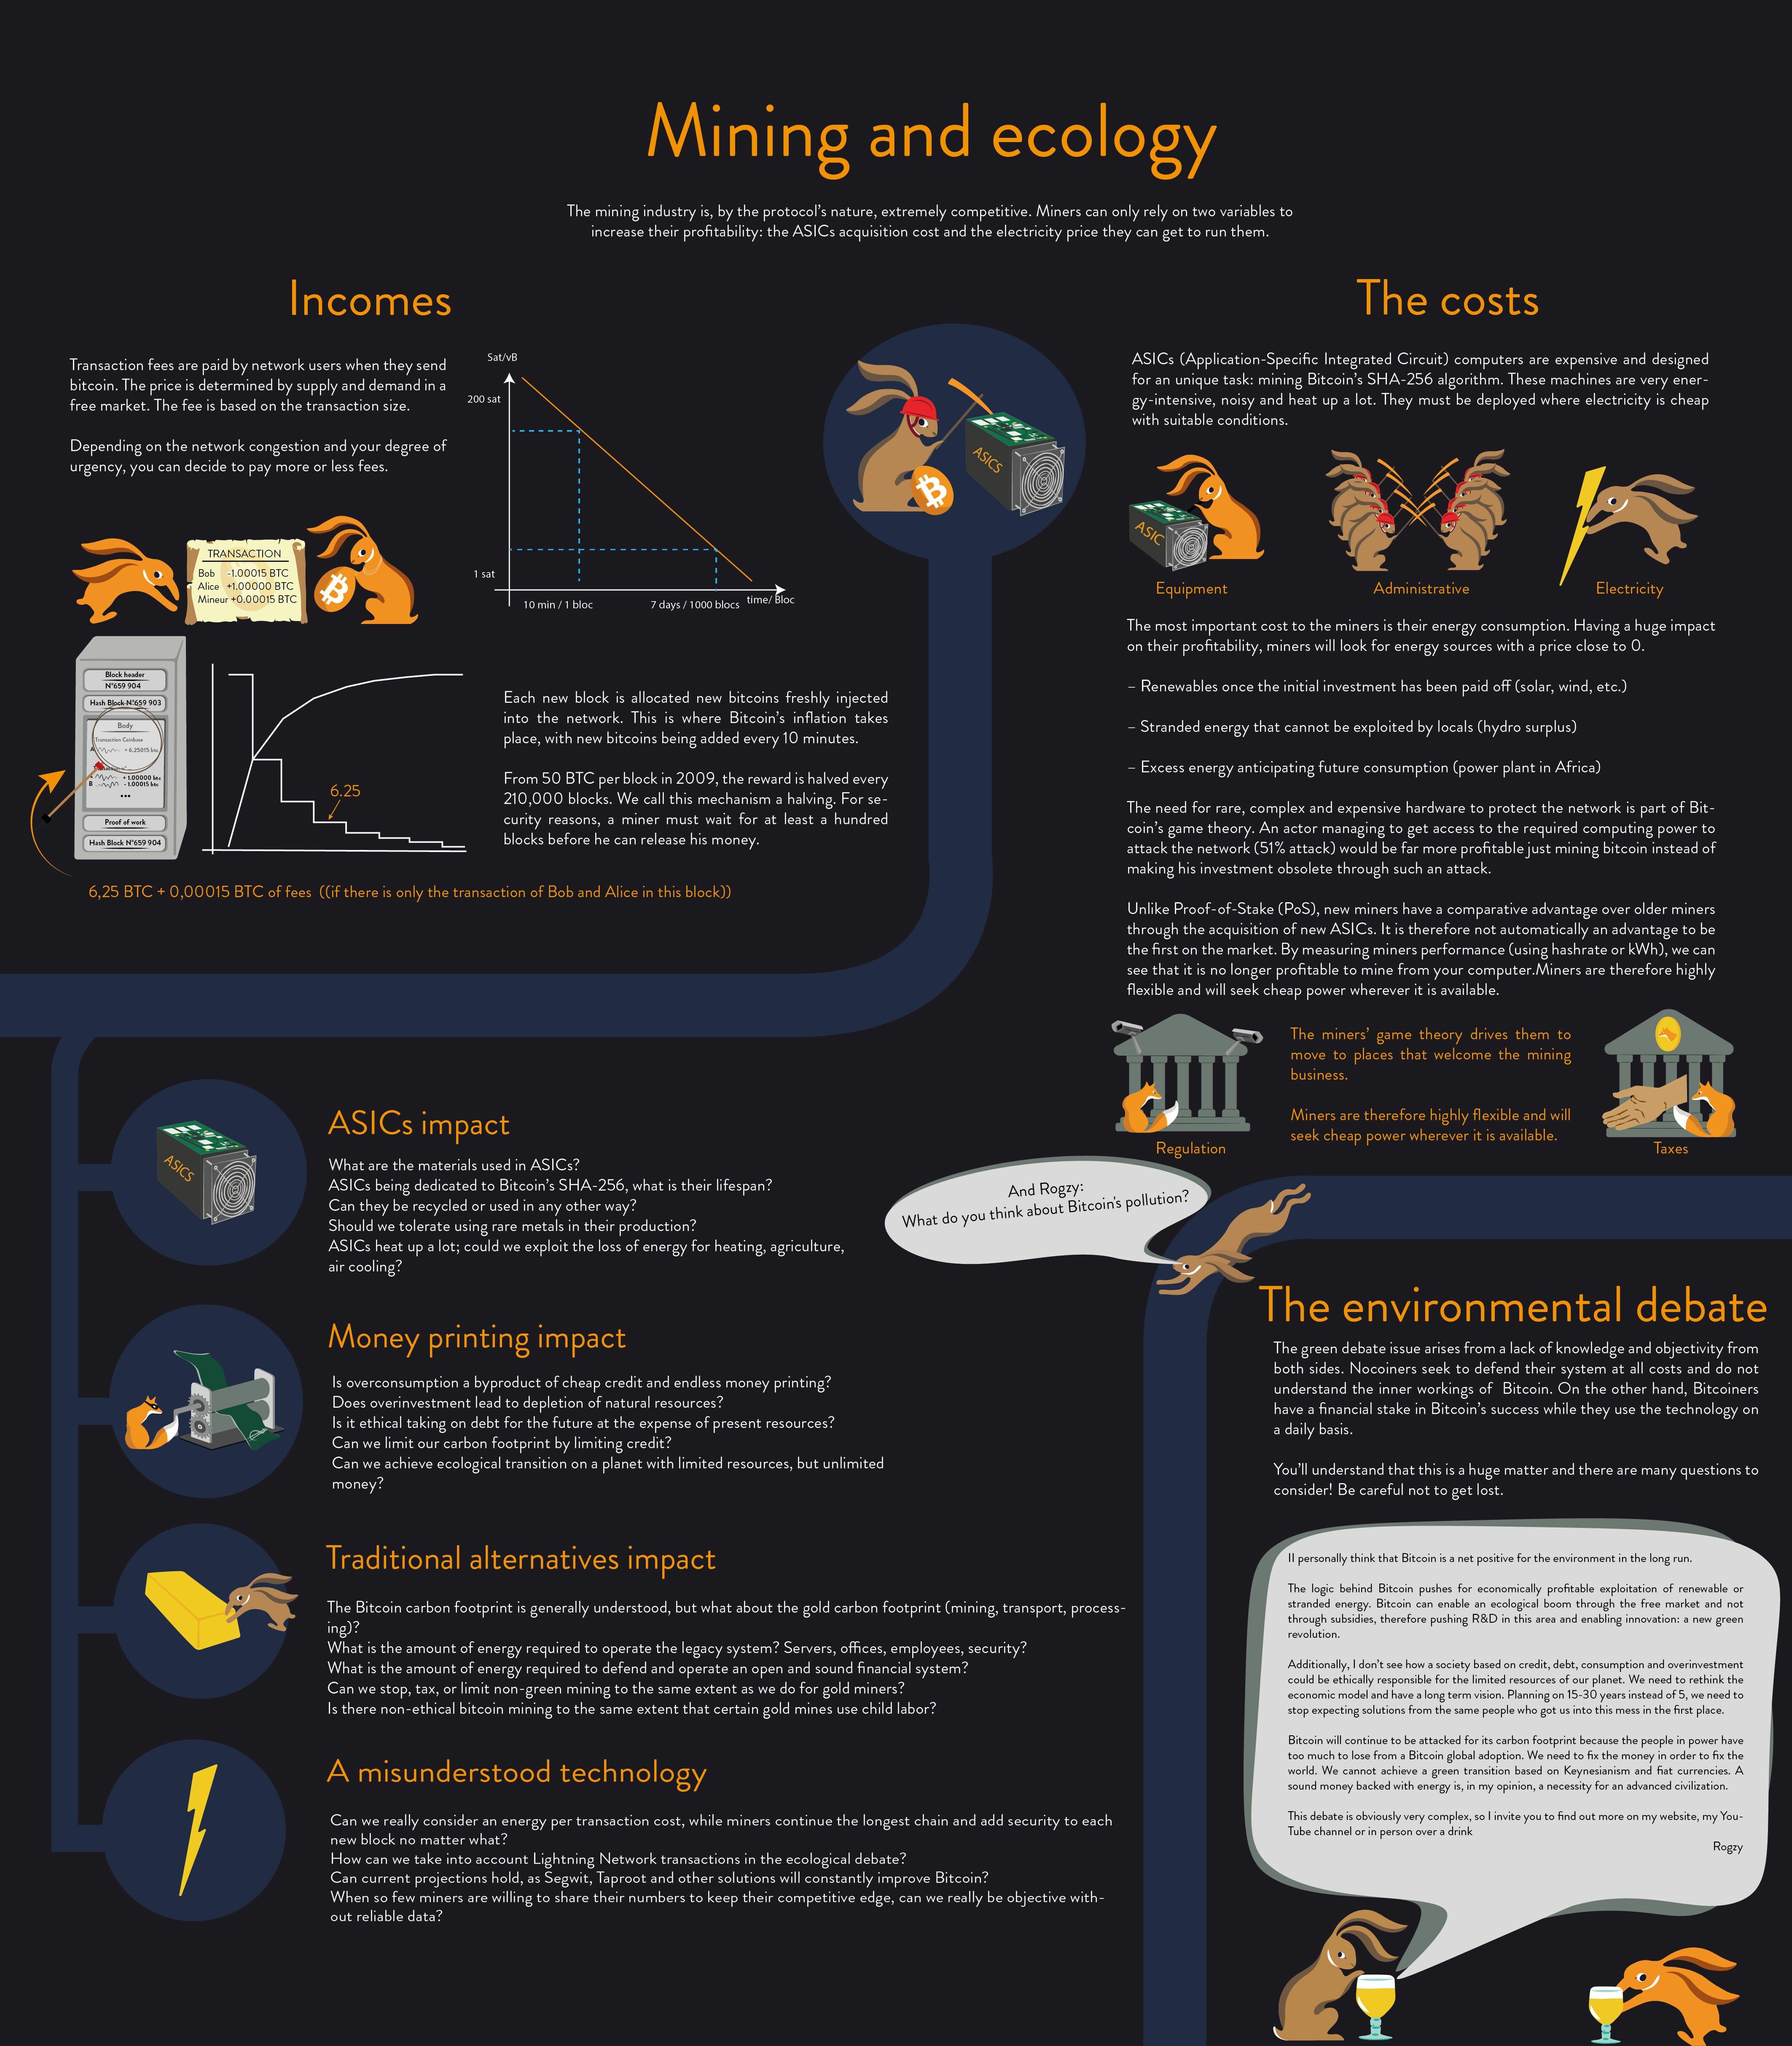 Mining and ecology
The mining industry is, by the protocol's nature, extremely competitive. Miners can only rely on two variables to
increase their profitability: the ASICs acquisition cost and the electricity price they can get to run them.
Incomes
Transaction fees are paid by network users when they send
bitcoin. The price is determined by supply and demand in a
free market. The fee is based on the transaction size.
Depending on the network congestion and your degree of
urgency, you can decide to pay more or less fees.
Sat/vB
200 sat
1 sat
10 min / 1 bloc
7 days / 1000 blocs
time/ Bloc
TRANSACTION
Bob -1.00015 BTC
Alice +1.00000 BTC
Mineur +0.00015 BTC
ASICS
Block header
N°659 904
Hash Block N°659 903
Body
Transaction Coinbase
A + 6.25015 btc
A + 1.00000 btc
B - 1.00015 btc
...
Proof of work
Hash Block N°659 904
6.25
Each new block is allocated new bitcoins freshly injected
into the network. This is where Bitcoin's inflation takes
place, with new bitcoins being added every 10 minutes.
From 50 BTC per block in 2009, the reward is halved every
210,000 blocks. We call this mechanism a halving. For se-
curity reasons, a miner must wait for at least a hundred
blocks before he can release his money.
6,25 BTC + 0,00015 BTC of fees ((if there is only the transaction of Bob and Alice in this block))
The costs
ASICs (Application-Specific Integrated Circuit) computers are expensive and designed
for an unique task: mining Bitcoin's SHA-256 algorithm. These machines are very ener-
gy-intensive, noisy and heat up a lot. They must be deployed where electricity is cheap
with suitable conditions.
ASIC
Equipment
Administrative
Electricity
The most important cost to the miners is their energy consumption. Having a huge impact
on their profitability, miners will look for energy sources with a price close to 0.
– Renewables once the initial investment has been paid off (solar, wind, etc.)
– Stranded energy that cannot be exploited by locals (hydro surplus)
– Excess energy anticipating future consumption (power plant in Africa)
The need for rare, complex and expensive hardware to protect the network is part of Bit-
coin's game theory. An actor managing to get access to the required computing power to
attack the network (51% attack) would be far more profitable just mining bitcoin instead of
making his investment obsolete through such an attack.
Unlike Proof-of-Stake (PoS), new miners have a comparative advantage over older miners
through the acquisition of new ASICs. It is therefore not automatically an advantage to be
the first on the market. By measuring miners performance (using hashrate or kWh), we can
see that it is no longer profitable to mine from your computer.Miners are therefore highly
flexible and will seek cheap power wherever it is available.
Regulation
The miners' game theory drives them to
move to places that welcome the mining
business.
Miners are therefore highly flexible and will
seek cheap power wherever it is available.
Taxes
ASICS
ASICs impact
What are the materials used in ASICs?
ASICs being dedicated to Bitcoin's SHA-256, what is their lifespan?
Can they be recycled or used in any other way?
Should we tolerate using rare metals in their production?
ASICs heat up a lot; could we exploit the loss of energy for heating, agriculture,
air cooling?
Money printing impact
Is overconsumption a byproduct of cheap credit and endless money printing?
Does overinvestment lead to depletion of natural resources?
Is it ethical taking on debt for the future at the expense of present resources?
Can we limit our carbon footprint by limiting credit?
Can we achieve ecological transition on a planet with limited resources, but unlimited
money?
Traditional alternatives impact
The Bitcoin carbon footprint is generally understood, but what about the gold carbon footprint (mining, transport, process-
ing)?
What is the amount of energy required to operate the legacy system? Servers, offices, employees, security?
What is the amount of energy required to defend and operate an open and sound financial system?
Can we stop, tax, or limit non-green mining to the same extent as we do for gold miners?
Is there non-ethical bitcoin mining to the same extent that certain gold mines use child labor?
A misunderstood technology
Can we really consider an energy per transaction cost, while miners continue the longest chain and add security to each
new block no matter what?
How can we take into account Lightning Network transactions in the ecological debate?
Can current projections hold, as Segwit, Taproot and other solutions will constantly improve Bitcoin?
When so few miners are willing to share their numbers to keep their competitive edge, can we really be objective with-
out reliable data?
And Rogzy:
What do you think about Bitcoin's pollution?
The environmental debate
The green debate issue arises from a lack of knowledge and objectivity from
both sides. Nocoiners seek to defend their system at all costs and do not
understand the inner workings of Bitcoin. On the other hand, Bitcoiners
have a financial stake in Bitcoin's success while they use the technology on
a daily basis.
You'll understand that this is a huge matter and there are many questions to
consider! Be careful not to get lost.
II personally think that Bitcoin is a net positive for the environment in the long run.
The logic behind Bitcoin pushes for economically profitable exploitation of renewable or
stranded energy. Bitcoin can enable an ecological boom through the free market and not
through subsidies, therefore pushing R&D in this area and enabling innovation: a new green
revolution.
Additionally, I don't see how a society based on credit, debt, consumption and overinvestment
could be ethically responsible for the limited resources of our planet. We need to rethink the
economic model and have a long term vision. Planning on 15-30 years instead of 5, we need to
stop expecting solutions from the same people who got us into this mess in the first place.
Bitcoin will continue to be attacked for its carbon footprint because the people in power have
too much to lose from a Bitcoin global adoption. We need to fix the money in order to fix the
world. We cannot achieve a green transition based on Keynesianism and fiat currencies. A
sound money backed with energy is, in my opinion, a necessity for an advanced civilization.
This debate is obviously very complex, so I invite you to find out more on my website, my You-
Tube channel or in person over a drink
Rogzy